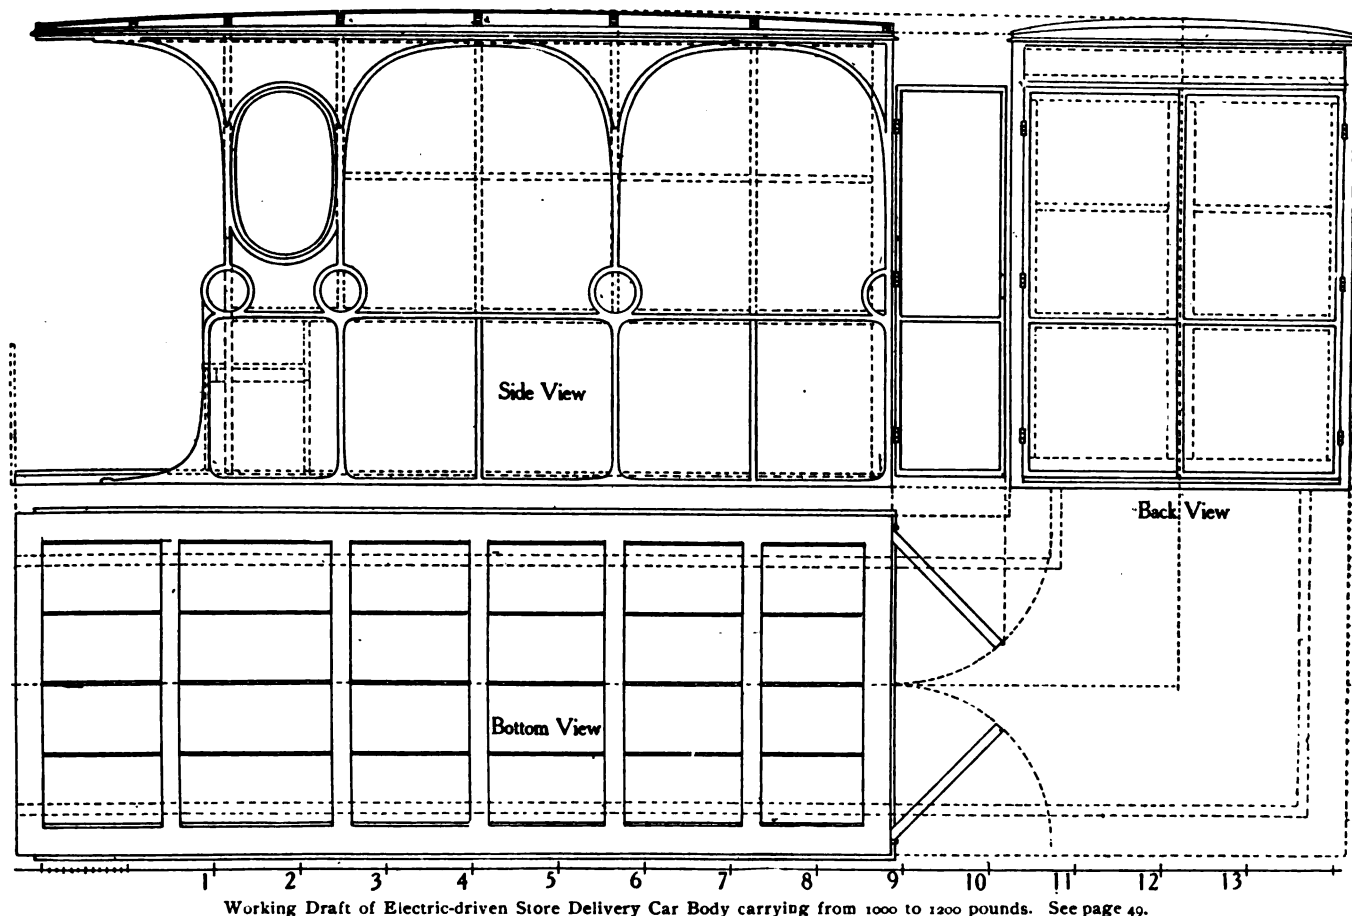 Side View
Back View
Bottom View
1 2 3 4 5 6 7 8 9 10 11 12 13
Working Draft of Electric-driven Store Delivery Car Body carrying from 1000 to 1200 pounds. See page 49.